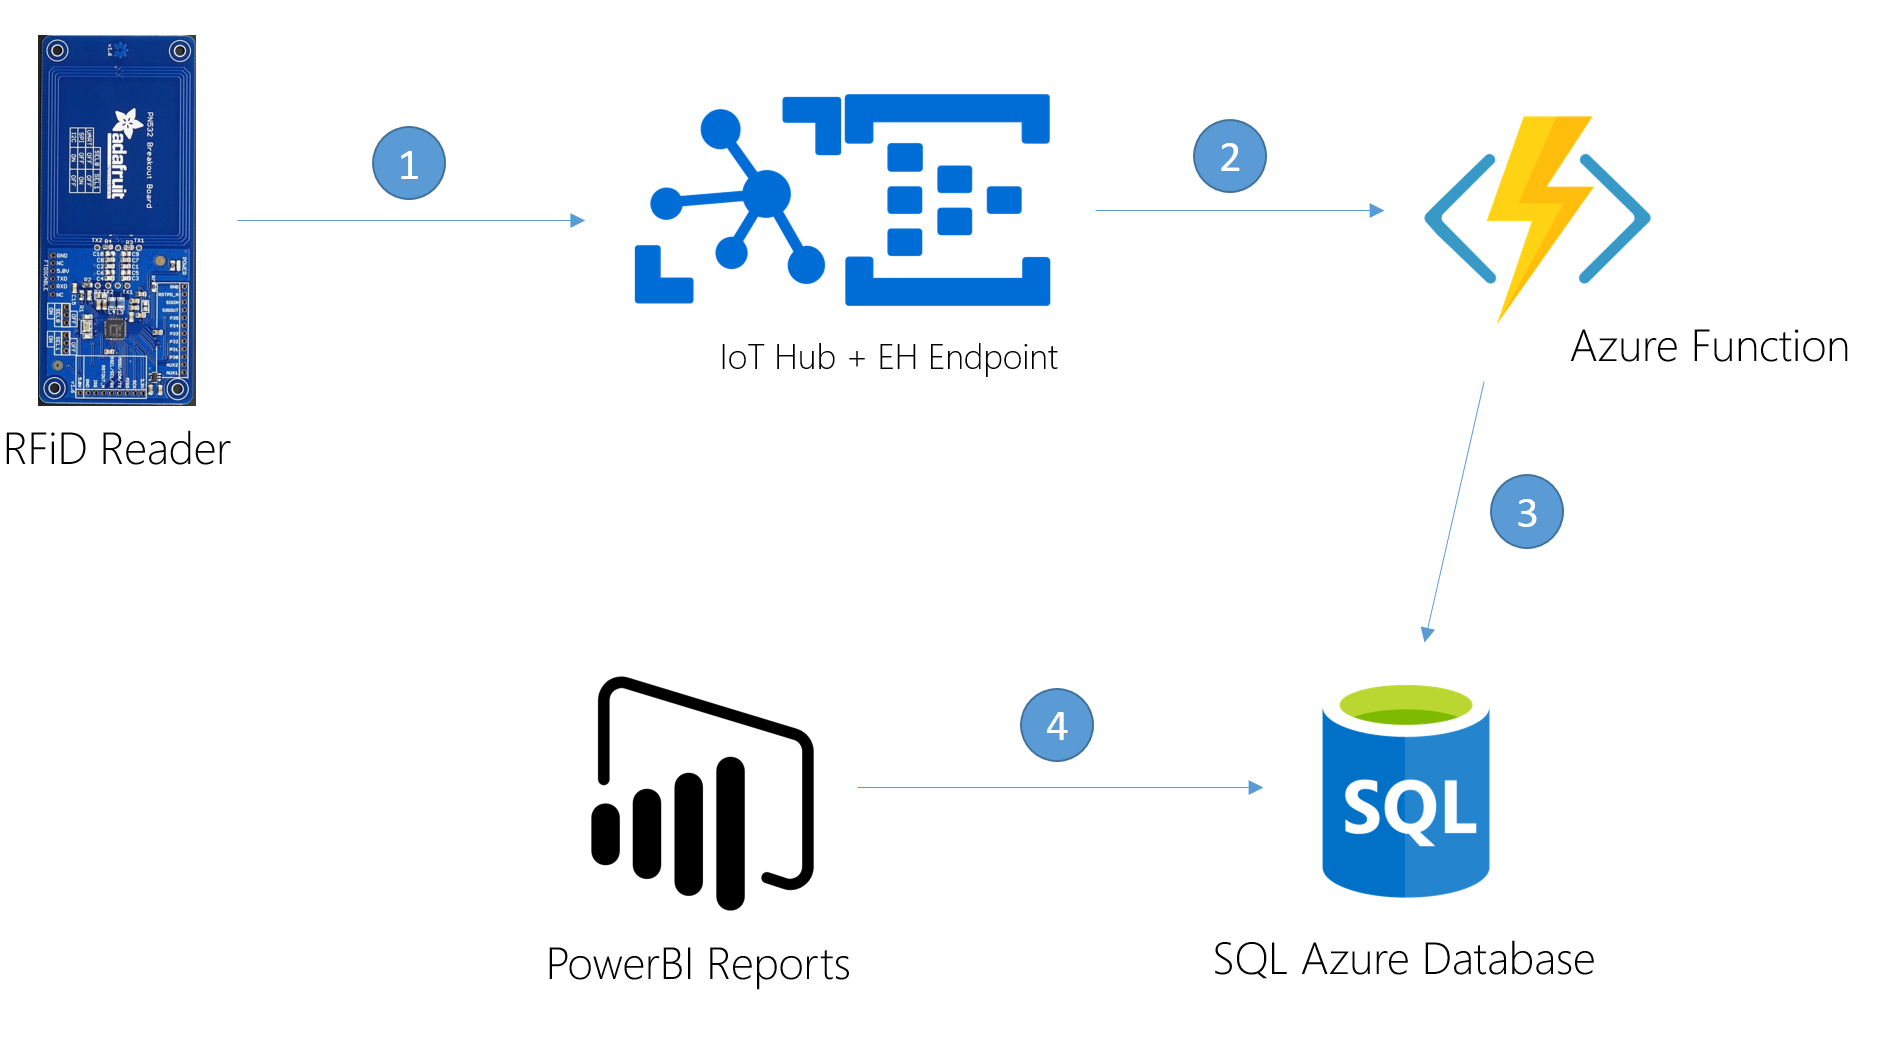 1
2
adafruit
PN532 Breakout Board
IoT Hub + EH Endpoint
Azure Function
RFiD Reader
3
4
SQL
PowerBI Reports
SQL Azure Database